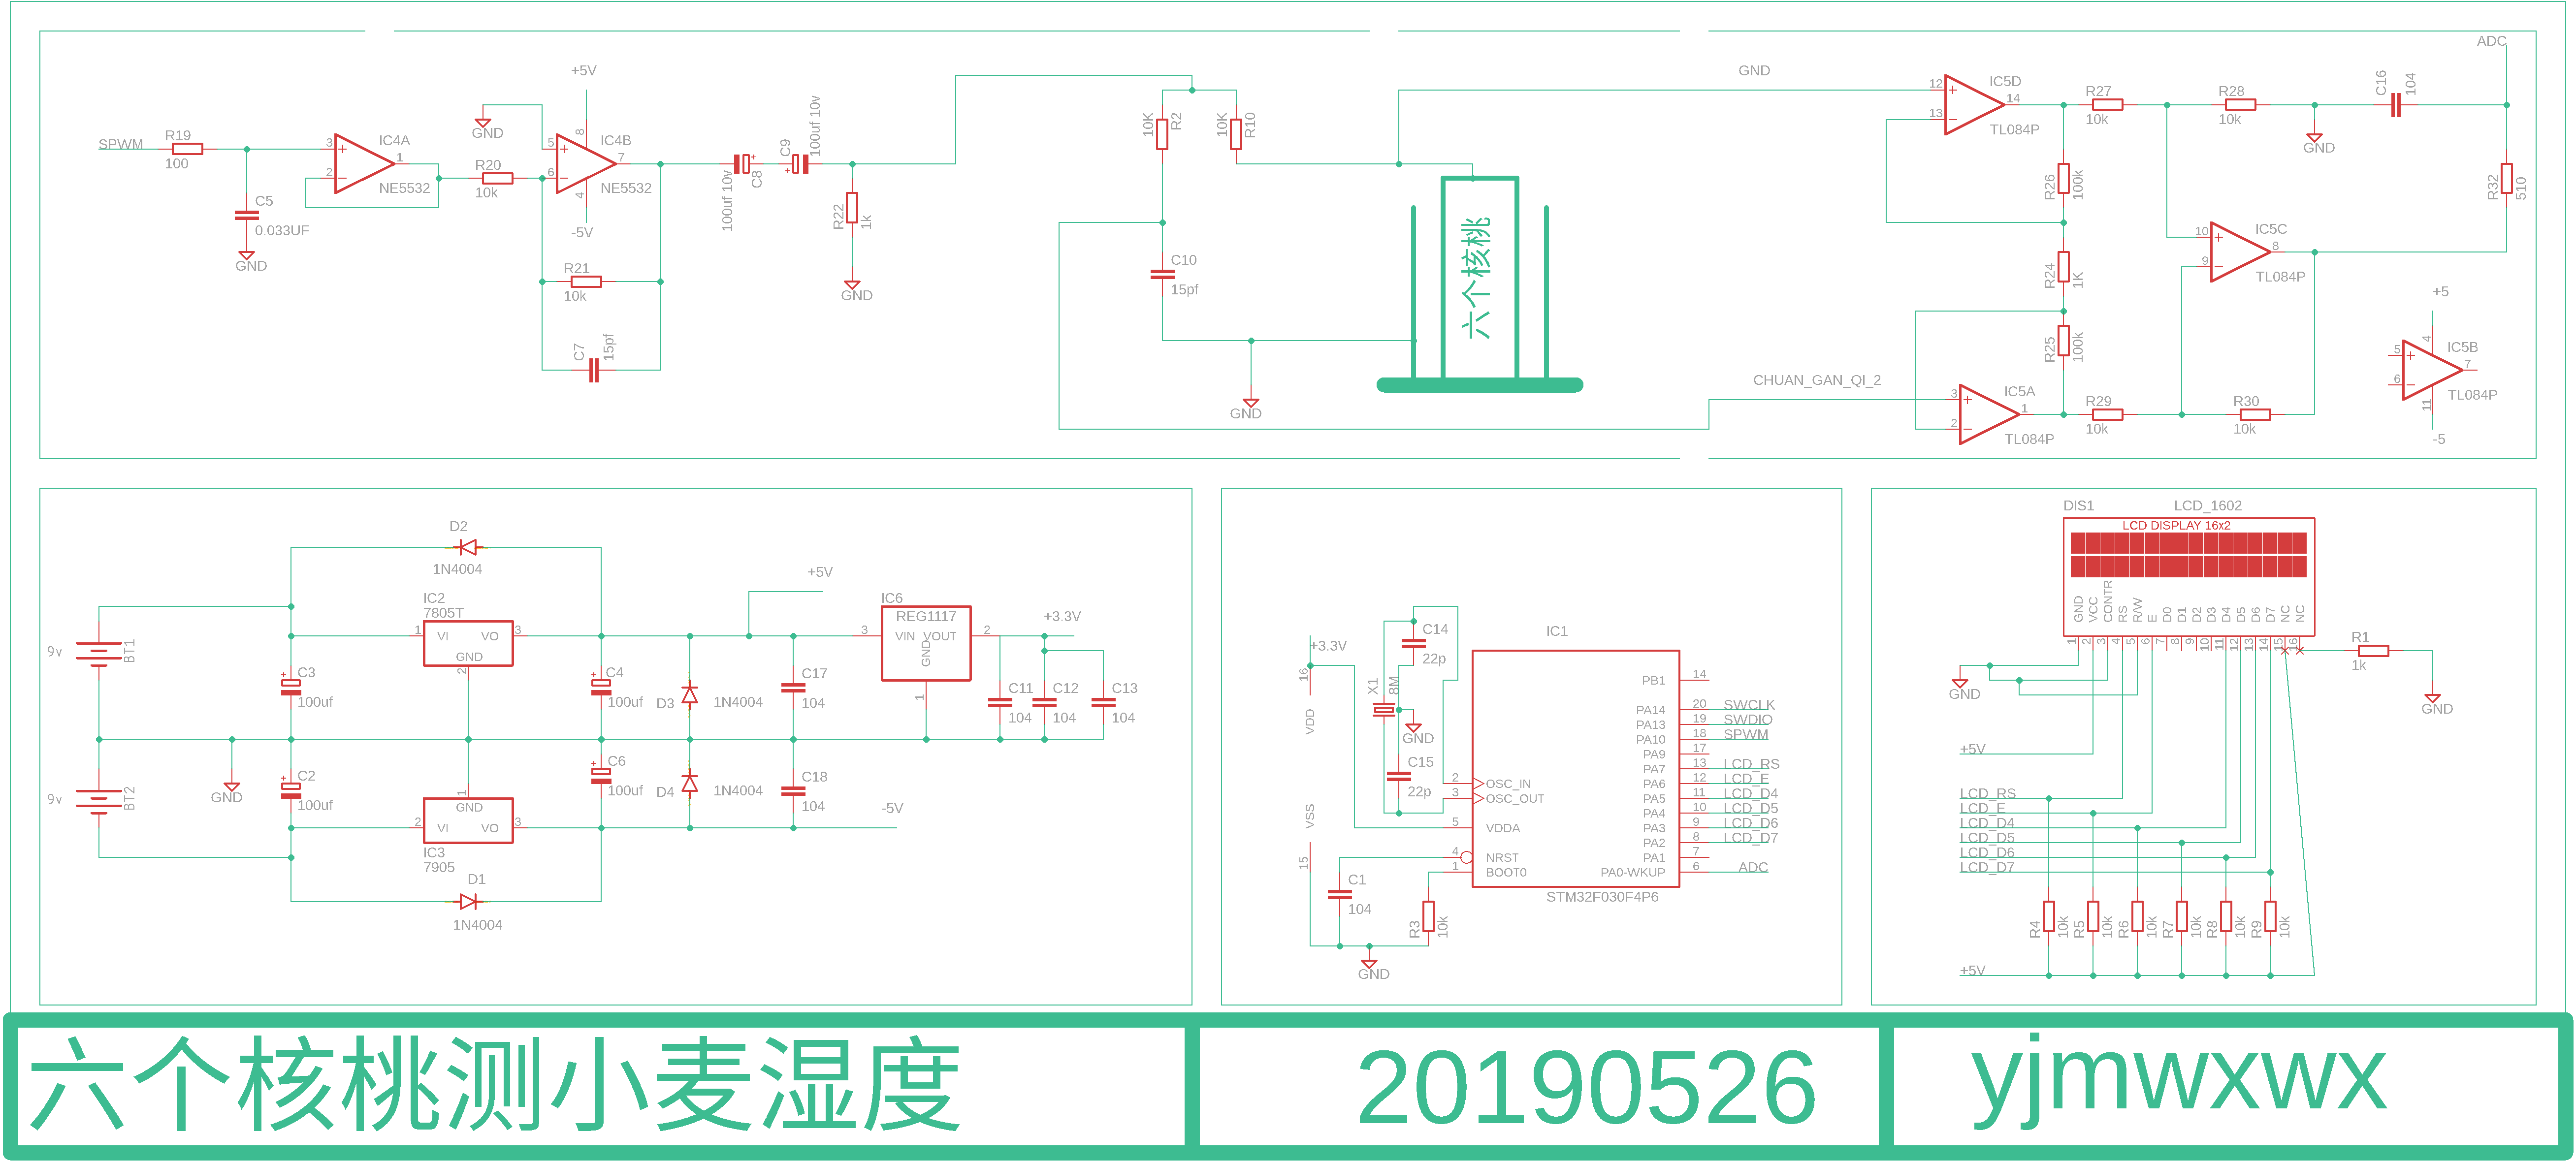 ADC
GND
+5V
SPWM
R19
100
IC4A
NE5532
3
2
1
C5
0.033UF
GND
GND
R20
10k
IC4B
NE5532
5
6
7
8
4
-5V
R21
10k
C7
15pf
100uf 10v
C8
C9
100uf 10v
R22
1k
GND
10K
R2
10K
R10
C10
15pf
GND
六个核桃
CHUAN_GAN_QI_2
IC5D
TL084P
12
13
14
R27
10k
R28
10k
GND
C16
104
R26
100k
R24
1K
R25
100k
IC5C
TL084P
10
9
8
R32
510
IC5A
TL084P
3
2
1
R29
10k
R30
10k
+5
IC5B
TL084P
5
6
7
4
11
-5
D2
1N4004
9v
BT1
9v
BT2
IC2
7805T
1
VI
VO
3
GND
2
C3
100uf
C2
100uf
GND
1
GND
2
VI
VO
3
IC3
7905
D1
1N4004
C4
100uf
C6
100uf
D3
1N4004
D4
1N4004
+5V
C17
104
C18
104
-5V
IC6
REG1117
3
VIN
VOUT
2
GND
1
+3.3V
C11
104
C12
104
C13
104
+3.3V
16
VDD
VSS
15
X1
8M
C14
22p
GND
C15
22p
C1
104
R3
10k
GND
IC1
2
OSC_IN
3
OSC_OUT
5
VDDA
4
NRST
1
BOOT0
PB1
14
PA14
20
SWCLK
PA13
19
SWDIO
PA10
18
SPWM
PA9
17
PA7
13
LCD_RS
PA6
12
LCD_E
PA5
11
LCD_D4
PA4
10
LCD_D5
PA3
9
LCD_D6
PA2
8
LCD_D7
PA1
7
PA0-WKUP
6
ADC
STM32F030F4P6
DIS1
LCD_1602
LCD DISPLAY 16x2
GND
VCC
CONTR
RS
R/W
E
D0
D1
D2
D3
D4
D5
D6
D7
NC
NC
1
2
3
4
5
6
7
8
9
10
11
12
13
14
15
16
R1
1k
GND
GND
+5V
LCD_RS
LCD_E
LCD_D4
LCD_D5
LCD_D6
LCD_D7
R4
10k
R5
10k
R6
10k
R7
10k
R8
10k
R9
10k
+5V
六个核桃测小麦湿度
20190526
yjmwxwx